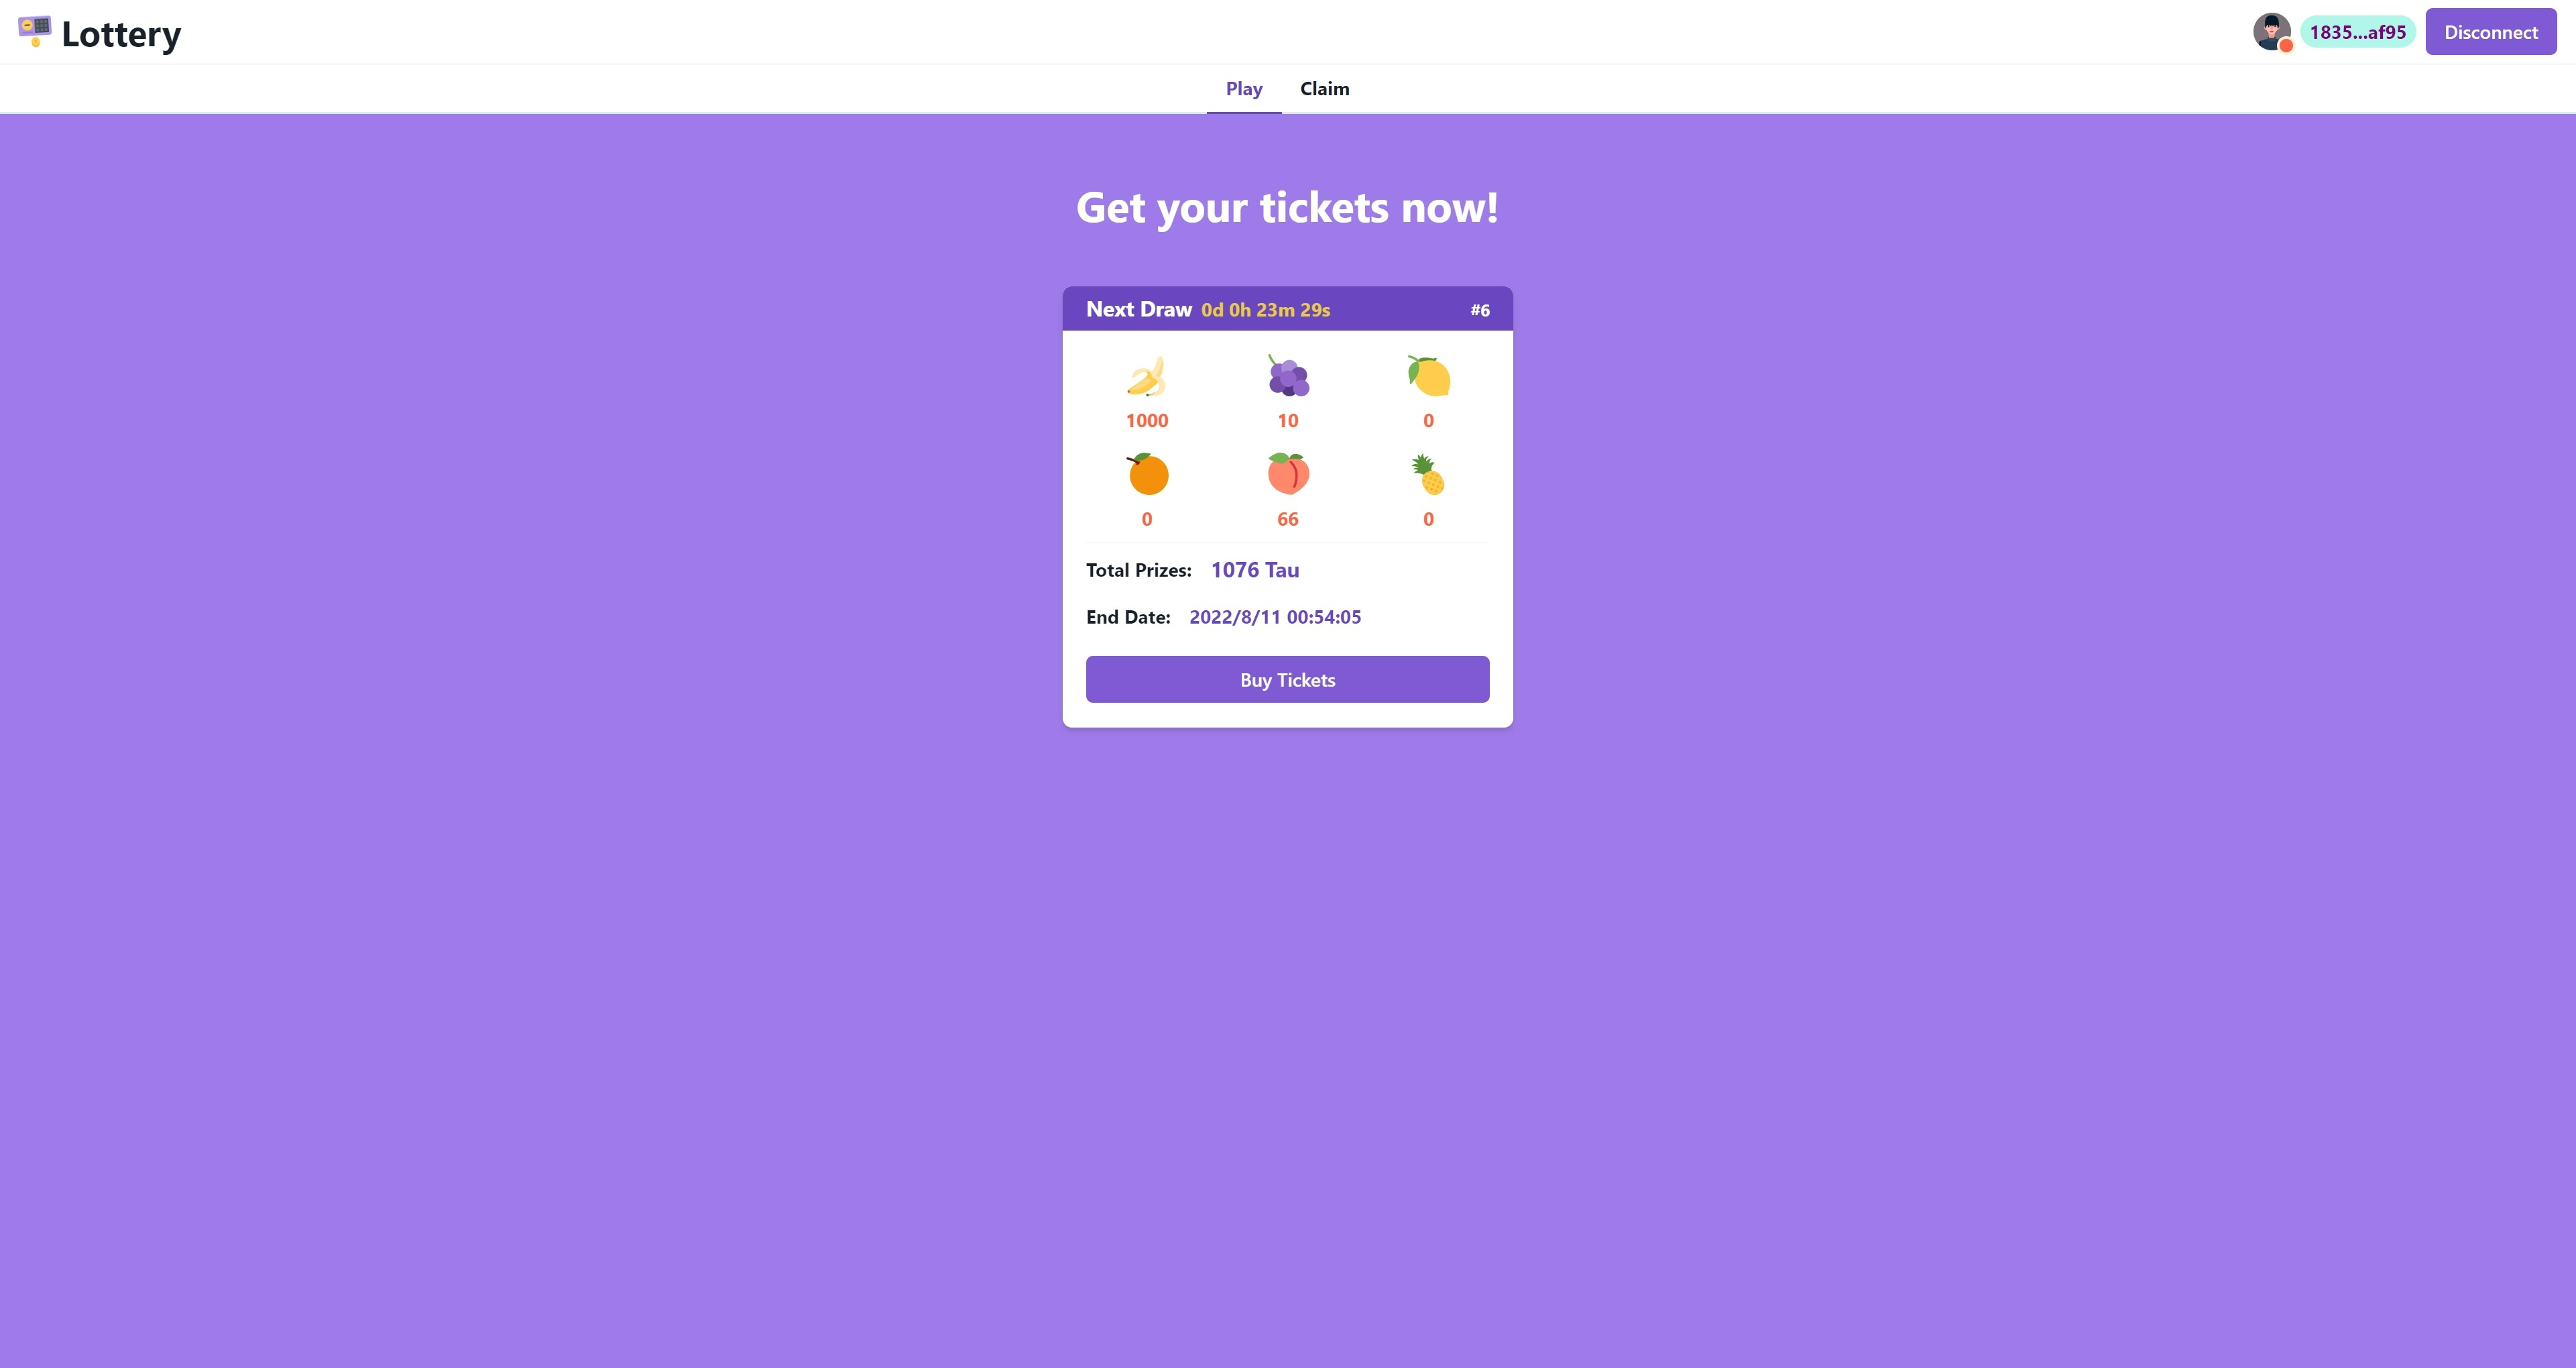 Lottery
1835...af95
Disconnect
Play
Claim
Get your tickets now!
Next Draw 0d 0h 23m 29s #6
1000 10 0
0 66 0
Total Prizes: 1076 Tau
End Date: 2022/8/11 00:54:05
Buy Tickets